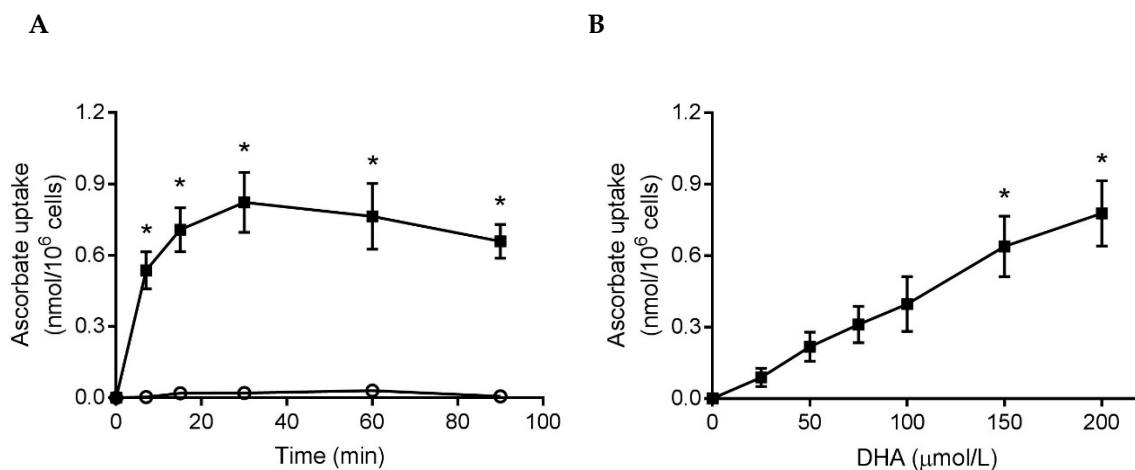 A
B
Ascorbate uptake
(nmol/10⁶ cells)
1.2
0.9
0.6
0.3
0.0
* * * * *
0 20 40 60 80 100
Time (min)
Ascorbate uptake
(nmol/10⁶ cells)
1.2
0.9
0.6
0.3
0.0
* *
0 50 100 150 200
DHA (μmol/L)